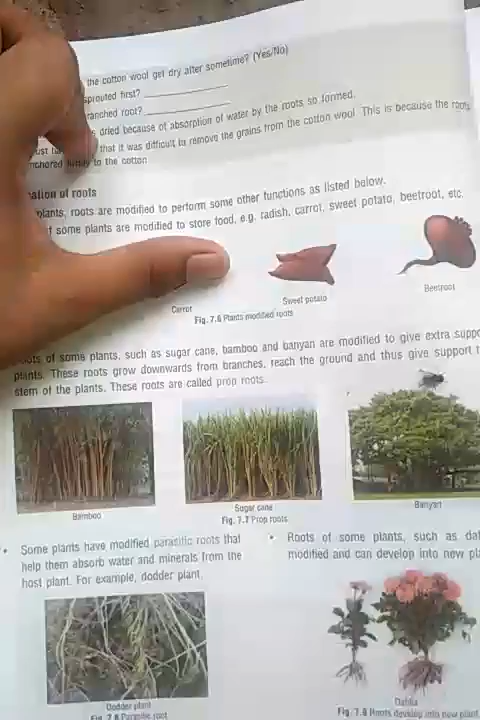 the cotton wool get dry after sometime? (Yes/No)
sprouted first?
ranched root?
dried because of absorption of water by the roots so formed.
that it was difficult to remove the grains from the cotton wool. This is because the roots
to the cotton
of roots
plants, roots are modified to perform some other functions as listed below.
some plants are modified to store food, e.g. radish, carrot, sweet potato, beetroot, etc.
Carrot
Sweet potato
Beetroot
Fig. 7.6 Plants modified roots
of some plants, such as sugar cane, bamboo and banyan are modified to give extra suppo
plants. These roots grow downwards from branches, reach the ground and thus give support t
stem of the plants. These roots are called prop roots.
Bamboo
Sugar cane
Banyan
Fig. 7.7 Prop roots
• Some plants have modified parasitic roots that
help them absorb water and minerals from the
host plant. For example, dodder plant.
Dodder plant
Fig. 7.8 Parasitic root
• Roots of some plants, such as dah
modified and can develop into new pla
Dahlia
Roots develop into new plant